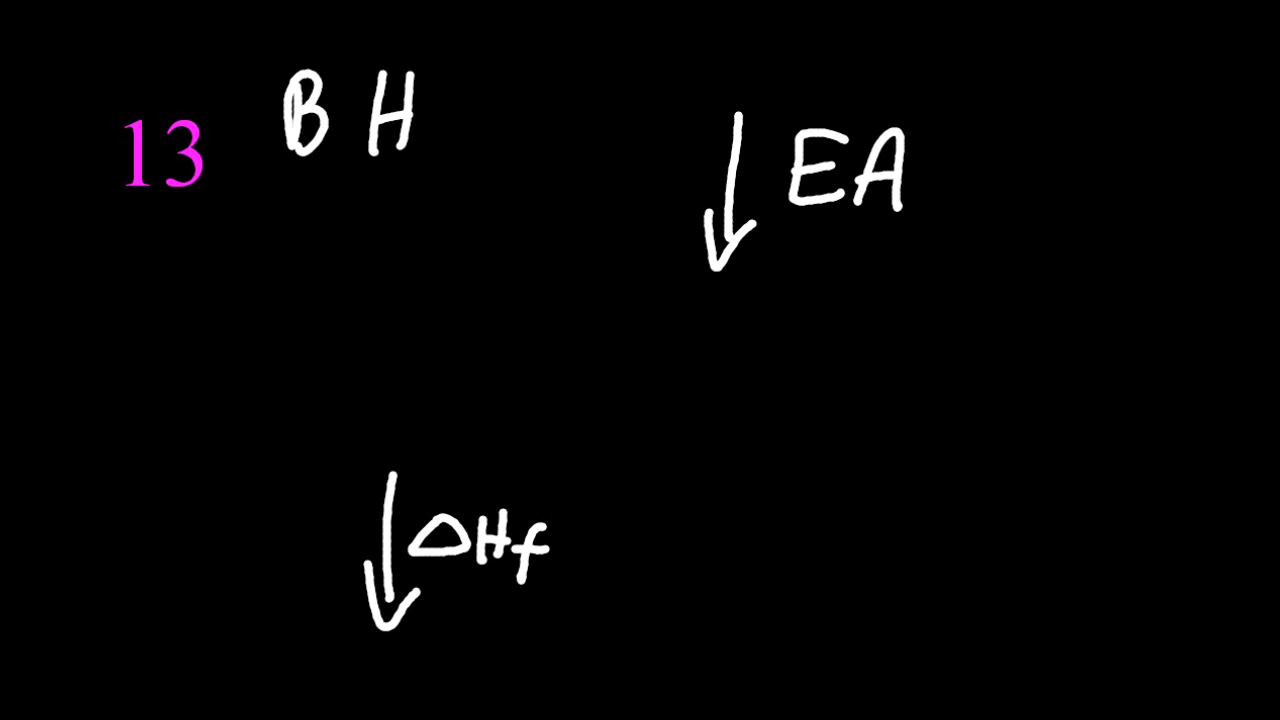 13 B H
↓ EA
↓ ΔHf